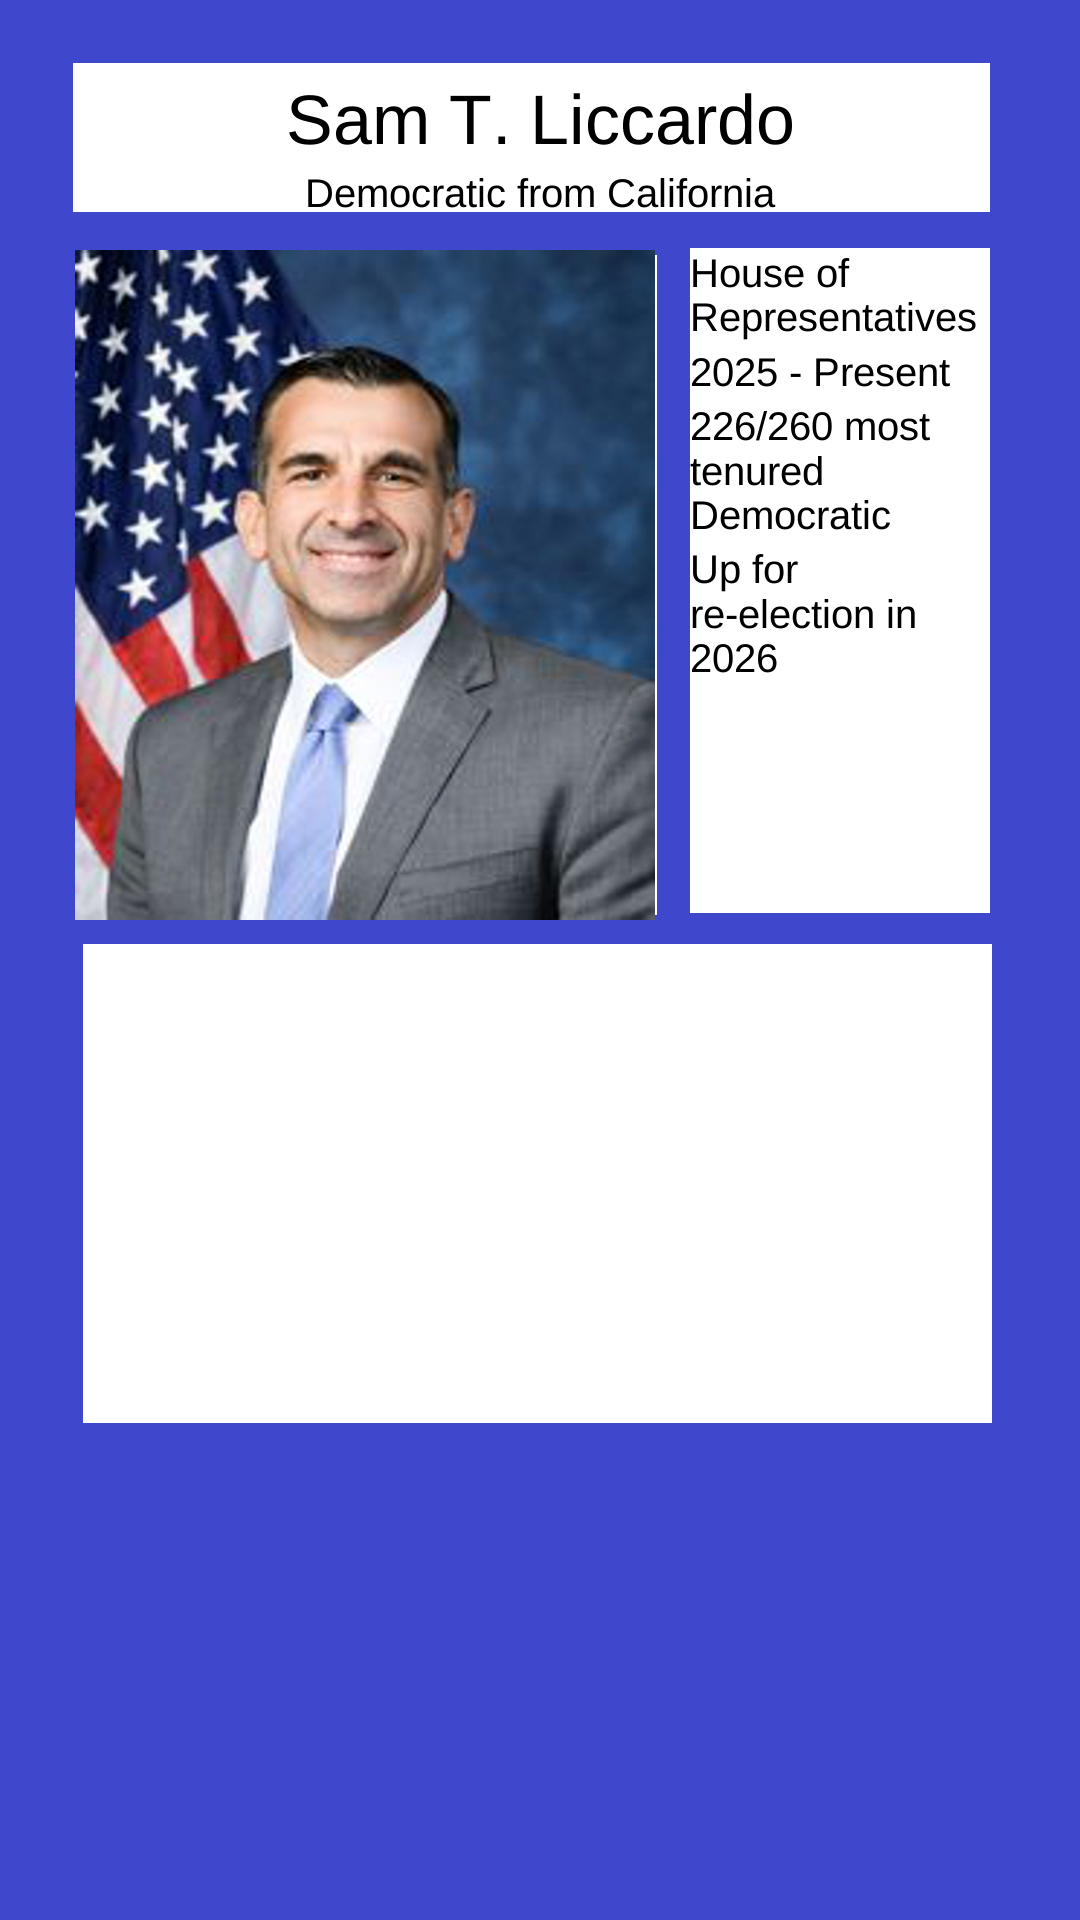 Sam T. Liccardo
Democratic from California
House of
Representatives
2025 - Present
226/260 most
tenured
Democratic
Up for
re-election in
2026